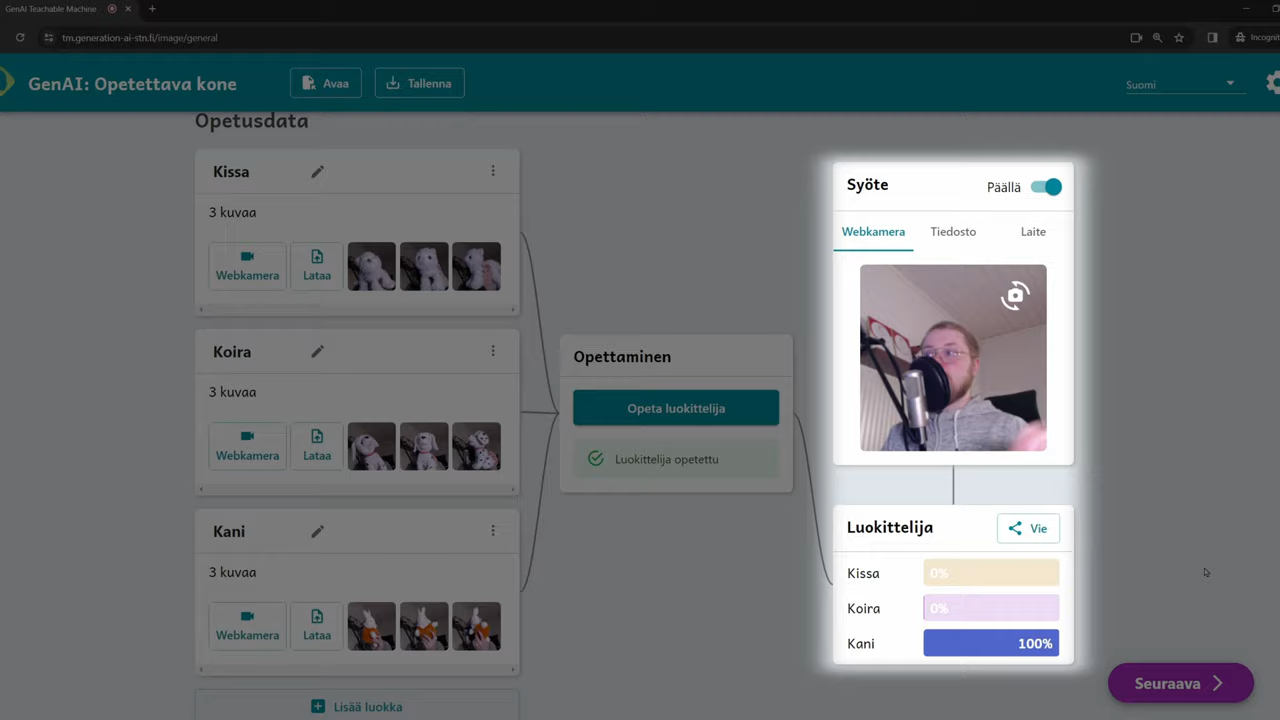 GenAI Teachable Machine
tm.generation-ai-stn.fi/image/general
Incognit
GenAI: Opetettava kone
Avaa
Tallenna
Suomi
Opetusdata
Kissa
3 kuvaa
Webkamera
Lataa
Koira
3 kuvaa
Webkamera
Lataa
Kani
3 kuvaa
Webkamera
Lataa
Lisää luokka
Opettaminen
Opeta luokittelija
Luokittelija opetettu
Syöte
Päällä
Webkamera
Tiedosto
Laite
Luokittelija
Vie
Kissa
0%
Koira
0%
Kani
100%
Seuraava